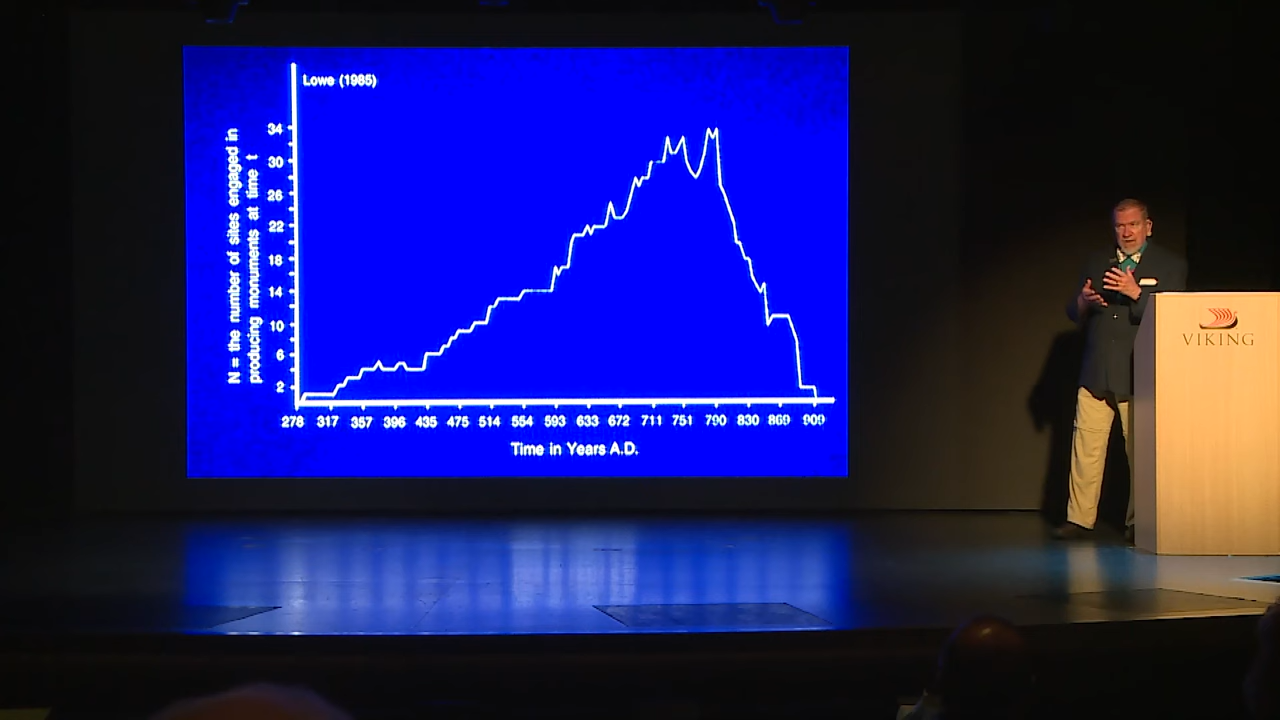 Lowe (1985)
N = the number of sites engaged in
producing monuments at time t
34
30
26
22
18
14
10
6
2
278 317 357 396 435 475 514 554 593 633 672 711 751 790 830 869 909
Time in Years A.D.
VIKING